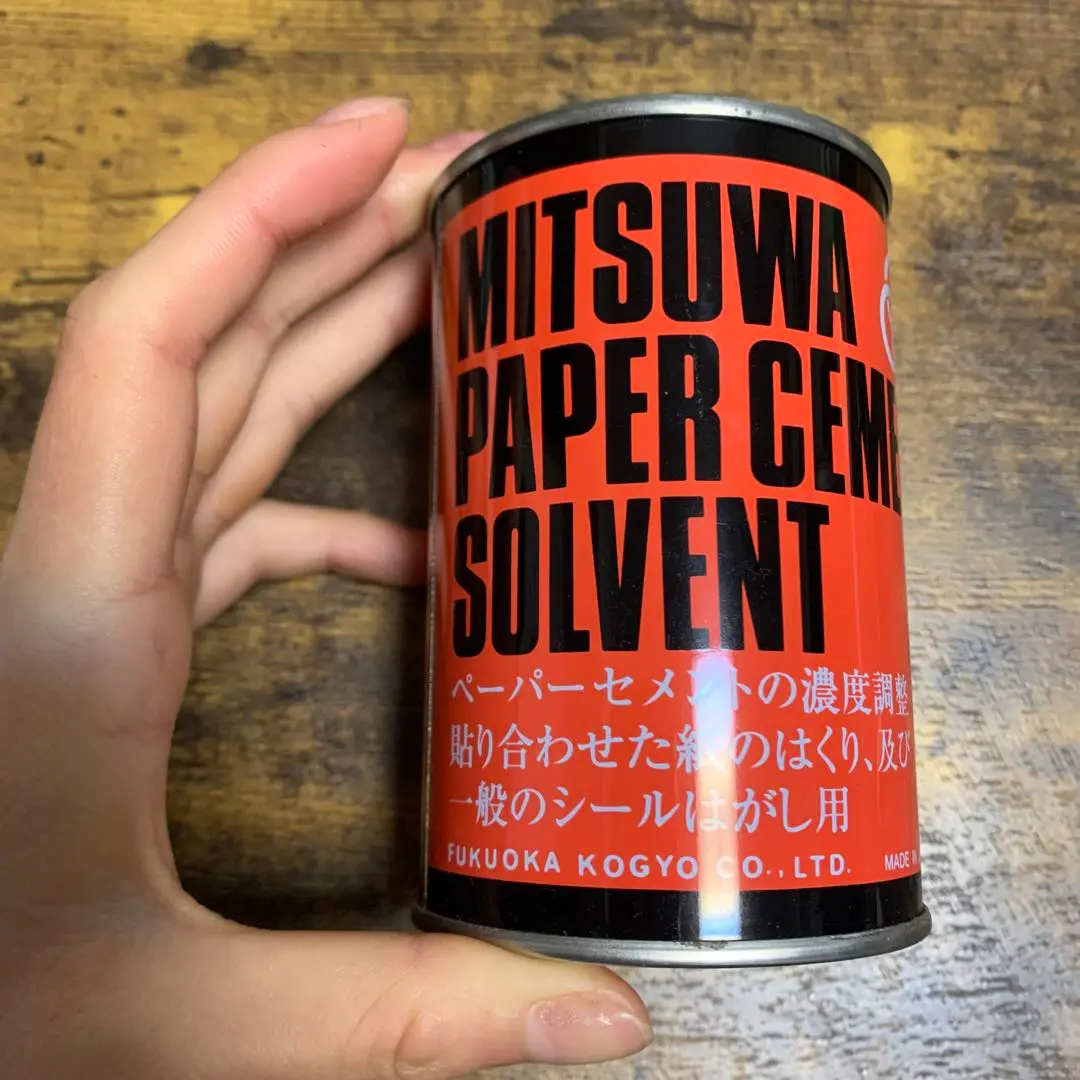 MITSUWA
PAPER CEME
SOLVENT
ペーパーセメントの濃度調整
貼り合わせた紙のはくり、及び
一般のシールはがし用
FUKUOKA KOGYO CO., LTD.
MADE IN